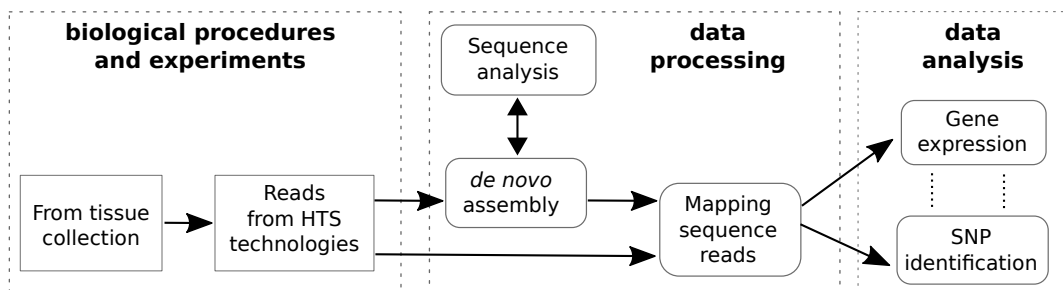 biological procedures
and experiments
From tissue
collection
Reads
from HTS
technologies
data
processing
Sequence
analysis
de novo
assembly
Mapping
sequence
reads
data
analysis
Gene
expression
SNP
identification